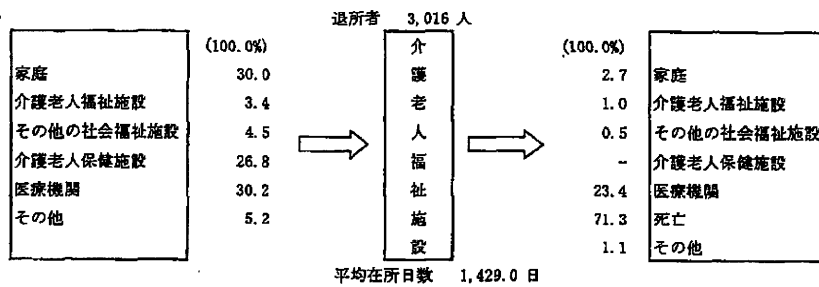 退所者 3,016 人
(100.0%)
家庭 30.0
介護老人福祉施設 3.4
その他の社会福祉施設 4.5
介護老人保健施設 26.8
医療機関 30.2
その他 5.2
介護老人福祉施設
(100.0%)
2.7 家庭
1.0 介護老人福祉施設
0.5 その他の社会福祉施設
- 介護老人保健施設
23.4 医療機関
71.3 死亡
1.1 その他
平均在所日数 1,429.0 日